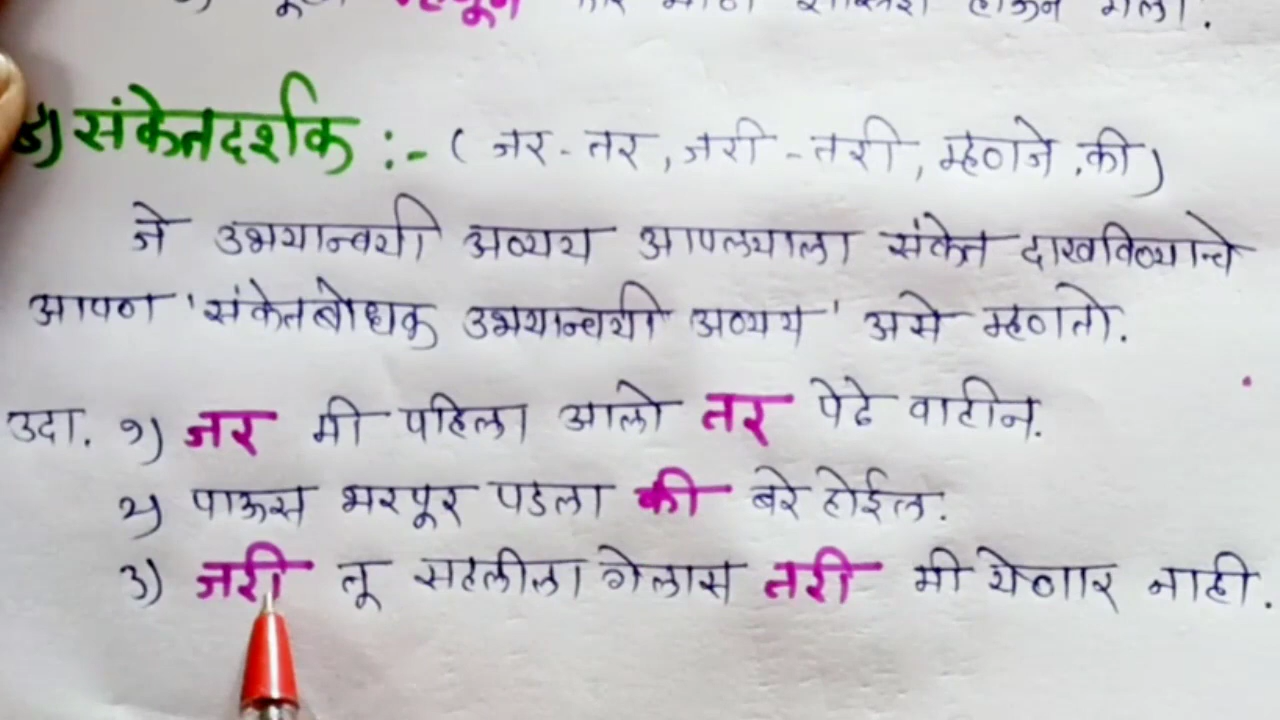 ड) संकेतदर्शक :- ( जर - तर , जरी - तरी , म्हणजे , की )
जे उभयान्वयी अव्यय आपल्याला संकेत दाखविण्याचे
आपण 'संकेतबोधक उभयान्वयी अव्यय' असे म्हणतो.
उदा. १) जर मी पहिला आलो तर पेढे वाटीन.
२) पाऊस भरपूर पडला की बरे होईल.
३) जरी तू सहलीला गेलास तरी मी येणार नाही.